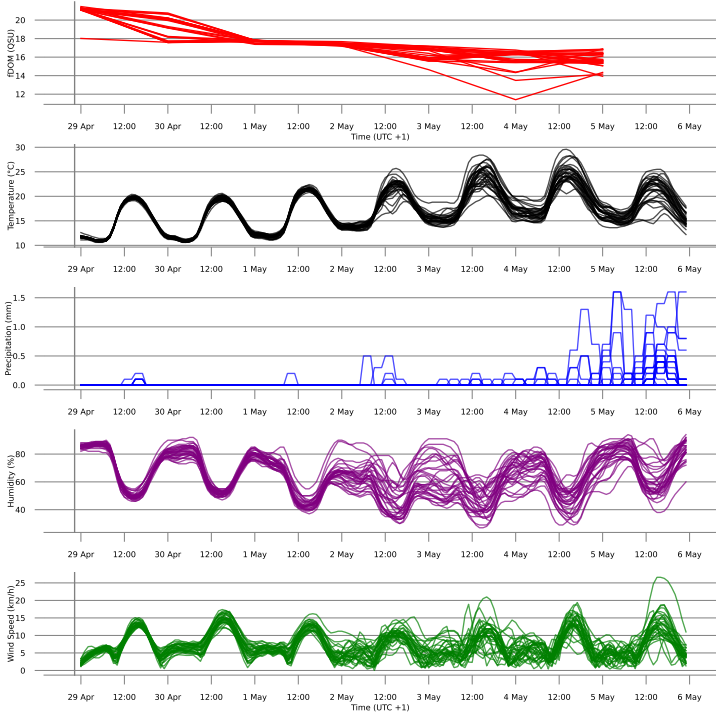 fDOM (QSU)
20
18
16
14
12
29 Apr 12:00 30 Apr 12:00 1 May 12:00 2 May 12:00 3 May 12:00 4 May 12:00 5 May 12:00 6 May
Time (UTC +1)
Temperature (°C)
30
25
20
15
10
29 Apr 12:00 30 Apr 12:00 1 May 12:00 2 May 12:00 3 May 12:00 4 May 12:00 5 May 12:00 6 May
Precipitation (mm)
1.5
1.0
0.5
0.0
29 Apr 12:00 30 Apr 12:00 1 May 12:00 2 May 12:00 3 May 12:00 4 May 12:00 5 May 12:00 6 May
Humidity (%)
80
60
40
29 Apr 12:00 30 Apr 12:00 1 May 12:00 2 May 12:00 3 May 12:00 4 May 12:00 5 May 12:00 6 May
Wind Speed (km/h)
25
20
15
10
5
0
29 Apr 12:00 30 Apr 12:00 1 May 12:00 2 May 12:00 3 May 12:00 4 May 12:00 5 May 12:00 6 May
Time (UTC +1)